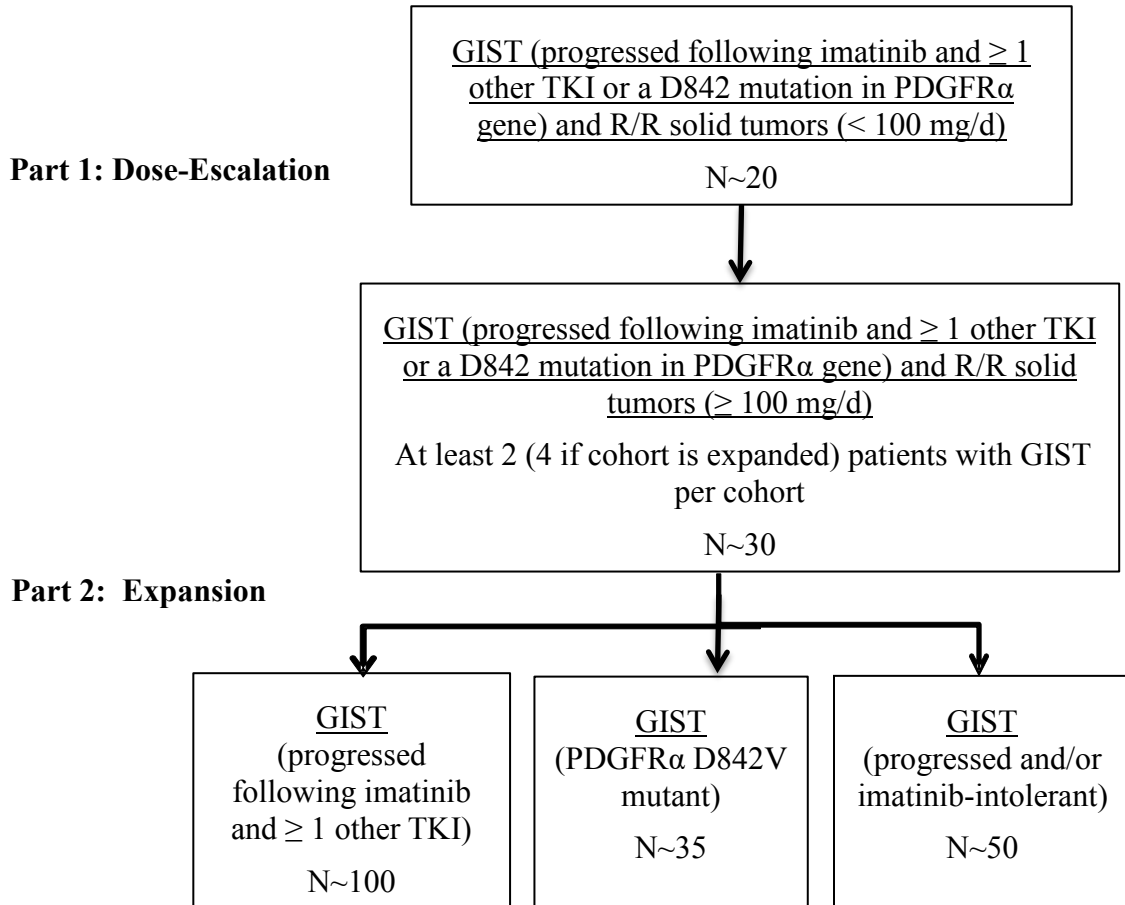 GIST (progressed following imatinib and ≥ 1
other TKI or a D842 mutation in PDGFRα
gene) and R/R solid tumors (< 100 mg/d)
N~20
Part 1: Dose-Escalation
GIST (progressed following imatinib and ≥ 1 other TKI
or a D842 mutation in PDGFRα gene) and R/R solid
tumors (≥ 100 mg/d)
At least 2 (4 if cohort is expanded) patients with GIST
per cohort
N~30
Part 2: Expansion
GIST
(progressed
following imatinib
and ≥ 1 other TKI)
N~100
GIST
(PDGFRα D842V
mutant)
N~35
GIST
(progressed and/or
imatinib-intolerant)
N~50